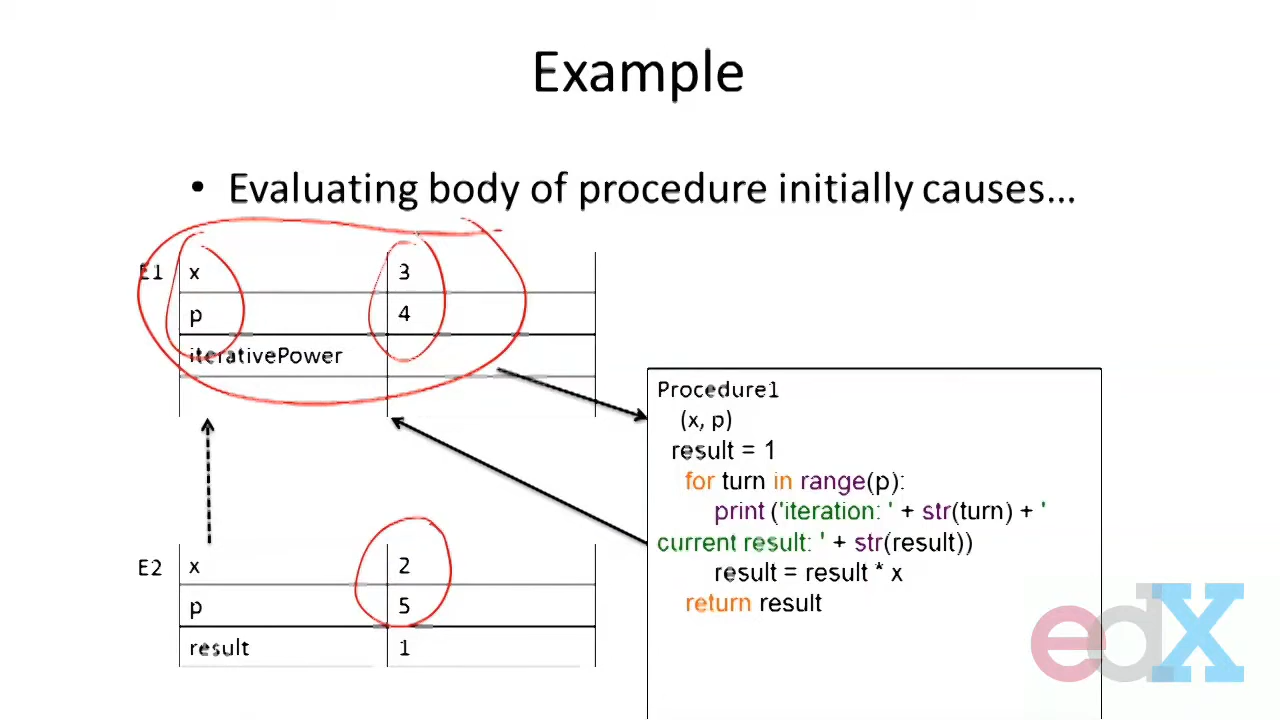 Example
• Evaluating body of procedure initially causes...
E1 x 3
p 4
iterativePower
Procedure1
(x, p)
result = 1
for turn in range(p):
print ('iteration: ' + str(turn) + '
current result: ' + str(result))
result = result * x
return result
E2 x 2
p 5
result 1
edX